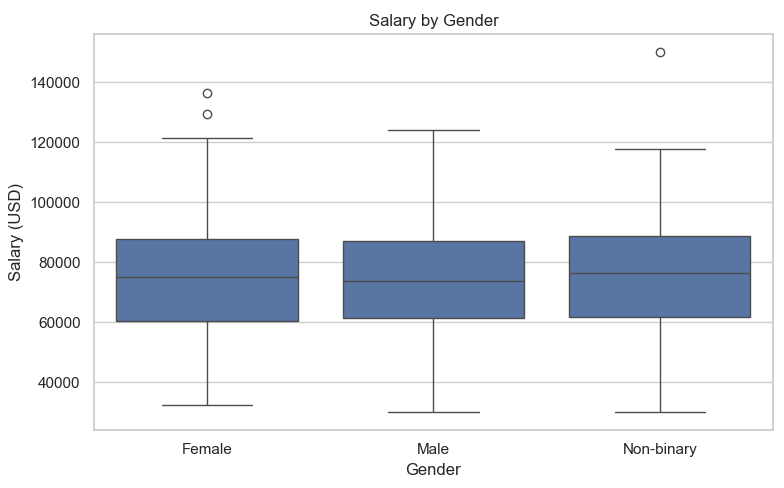 Salary by Gender
Salary (USD)
140000
120000
100000
80000
60000
40000
Female
Male
Non-binary
Gender